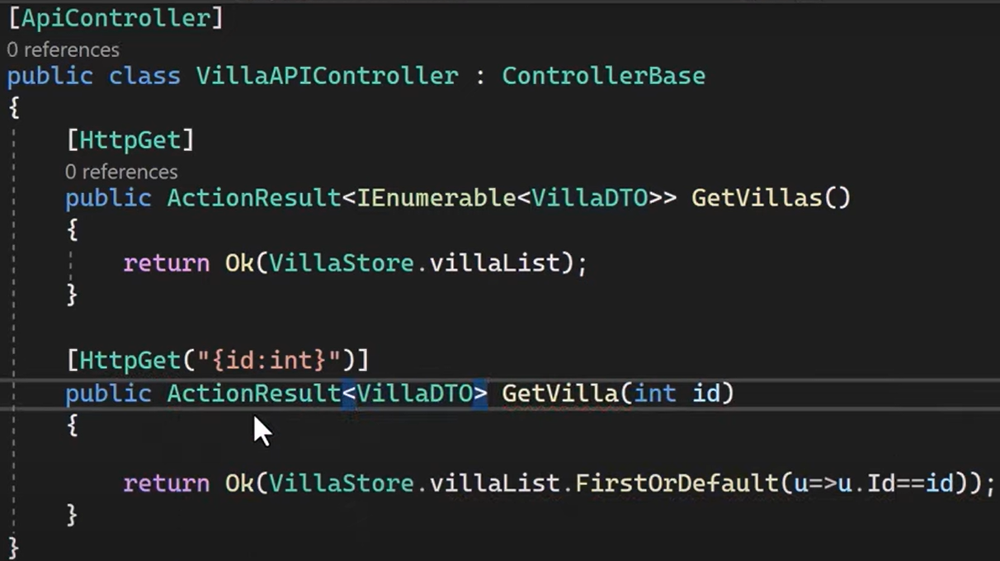 [ApiController]
0 references
public class VillaAPIController : ControllerBase
{
[HttpGet]
0 references
public ActionResult<IEnumerable<VillaDTO>> GetVillas()
{
return Ok(VillaStore.villaList);
}
[HttpGet("{id:int}")]
public ActionResult<VillaDTO> GetVilla(int id)
{
return Ok(VillaStore.villaList.FirstOrDefault(u=>u.Id==id));
}
}